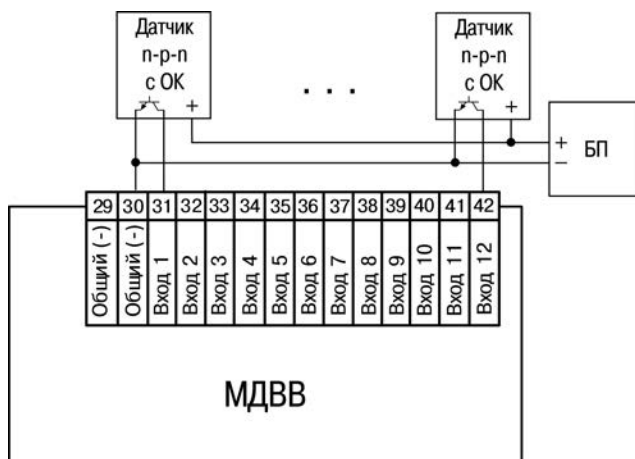 Датчик
n-p-n
с ОК
+
. . .
Датчик
n-p-n
с ОК
+
+
–
БП
29 30 31 32 33 34 35 36 37 38 39 40 41 42
Общий (-)
Общий (-)
Вход 1
Вход 2
Вход 3
Вход 4
Вход 5
Вход 6
Вход 7
Вход 8
Вход 9
Вход 10
Вход 11
Вход 12
МДВВ